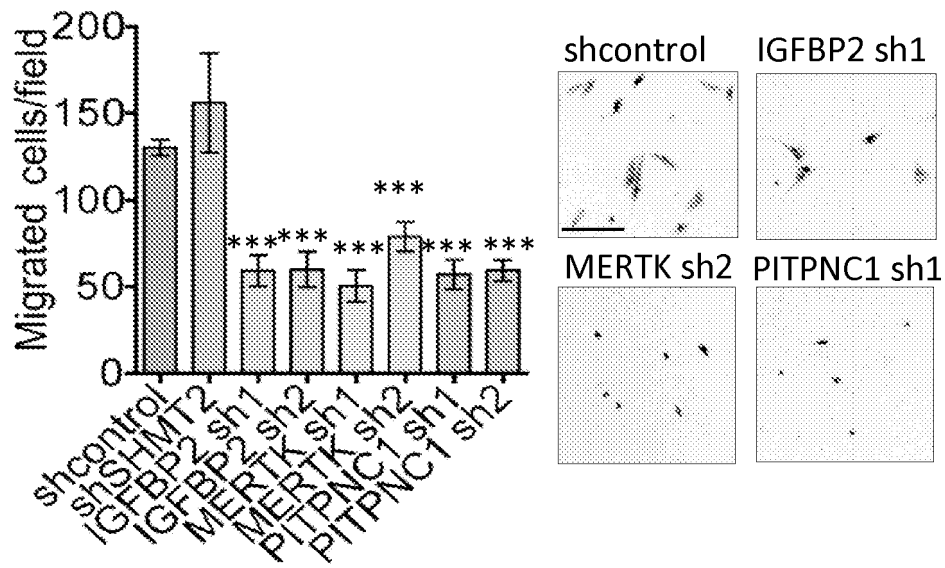 Migrated cells/field
200
150
100
50
0
***
***
***
***
***
***
shcontrol
shSHMT2
IGFBP2 sh1
IGFBP2 sh2
MERTK sh1
MERTK sh2
PITPNC1 sh1
PITPNC1 sh2
shcontrol
IGFBP2 sh1
MERTK sh2
PITPNC1 sh1